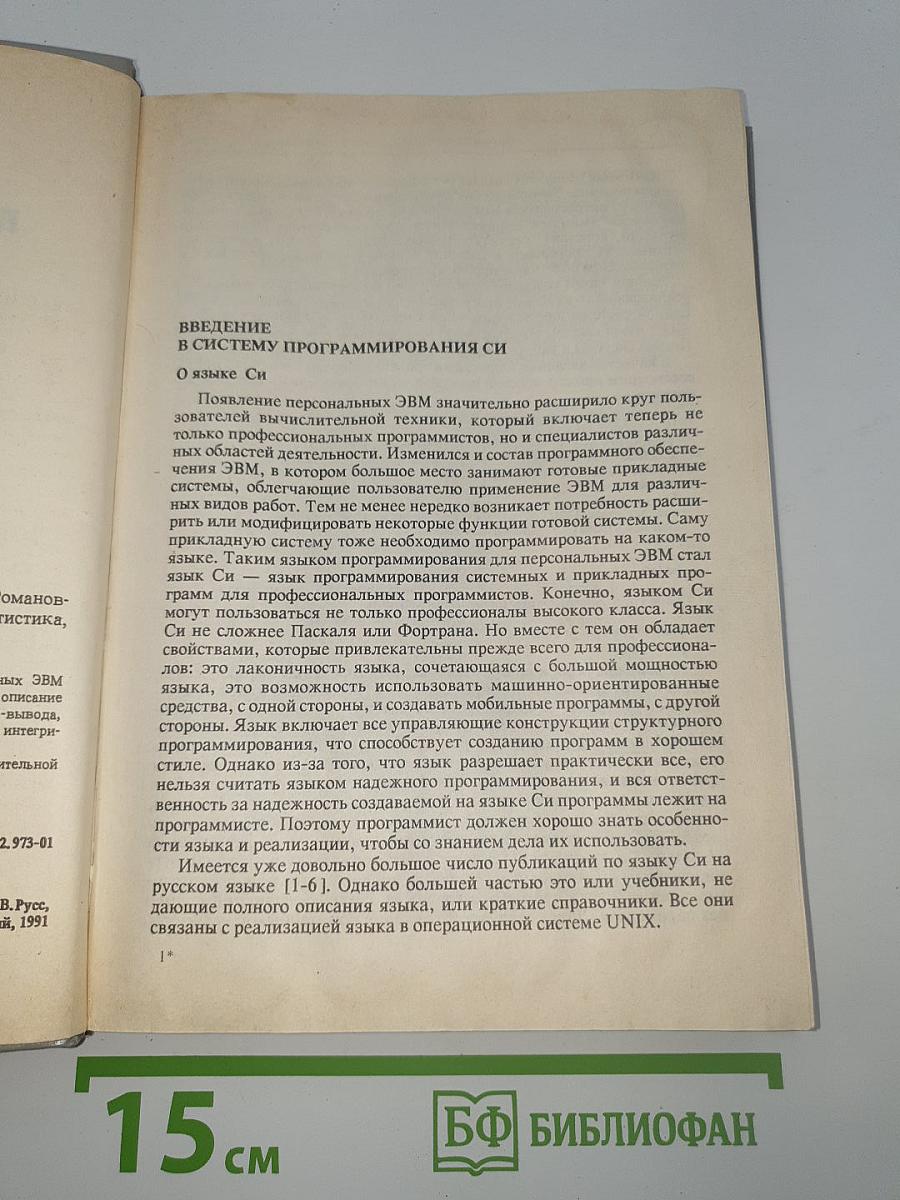 Романов-
тистика,
ных ЭВМ
описание
-вывода,
интегри-
ительной
2.973-01
В. Русс,
ий, 1991
ВВЕДЕНИЕ
В СИСТЕМУ ПРОГРАММИРОВАНИЯ СИ
О языке Си
Появление персональных ЭВМ значительно расширило круг поль-
зователей вычислительной техники, который включает теперь не
только профессиональных программистов, но и специалистов различ-
ных областей деятельности. Изменился и состав программного обеспе-
чения ЭВМ, в котором большое место занимают готовые прикладные
системы, облегчающие пользователю применение ЭВМ для различ-
ных видов работ. Тем не менее нередко возникает потребность расши-
рить или модифицировать некоторые функции готовой системы. Саму
прикладную систему тоже необходимо программировать на каком-то
языке. Таким языком программирования для персональных ЭВМ стал
язык Си — язык программирования системных и прикладных про-
грамм для профессиональных программистов. Конечно, языком Си
могут пользоваться не только профессионалы высокого класса. Язык
Си не сложнее Паскаля или Фортрана. Но вместе с тем он обладает
свойствами, которые привлекательны прежде всего для профессиона-
лов: это лаконичность языка, сочетающаяся с большой мощностью
языка, это возможность использовать машинно-ориентированные
средства, с одной стороны, и создавать мобильные программы, с другой
стороны. Язык включает все управляющие конструкции структурного
программирования, что способствует созданию программ в хорошем
стиле. Однако из-за того, что язык разрешает практически все, его
нельзя считать языком надежного программирования, и вся ответст-
венность за надежность создаваемой на языке Си программы лежит на
программисте. Поэтому программист должен хорошо знать особенно-
сти языка и реализации, чтобы со знанием дела их использовать.
Имеется уже довольно большое число публикаций по языку Си на
русском языке [1-6]. Однако большей частью это или учебники, не
дающие полного описания языка, или краткие справочники. Все они
связаны с реализацией языка в операционной системе UNIX.
1*
15 см
БФ БИБЛИОФАН